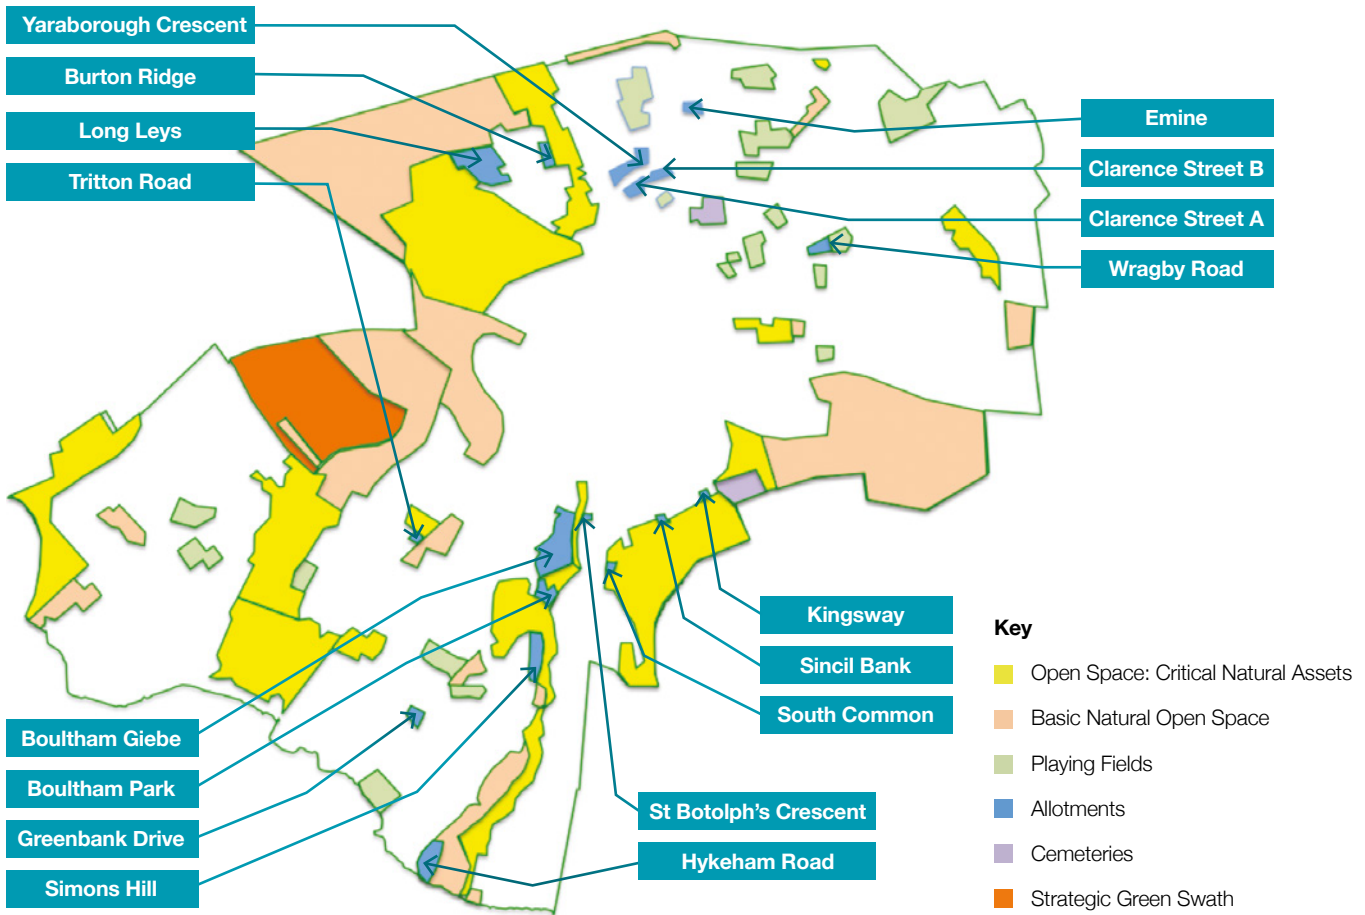 Yaraborough Crescent
Burton Ridge
Long Leys
Tritton Road
Emine
Clarence Street B
Clarence Street A
Wragby Road
Kingsway
Sincil Bank
South Common
Boultham Giebe
Boultham Park
Greenbank Drive
Simons Hill
St Botolph's Crescent
Hykeham Road
Key
Open Space: Critical Natural Assets
Basic Natural Open Space
Playing Fields
Allotments
Cemeteries
Strategic Green Swath